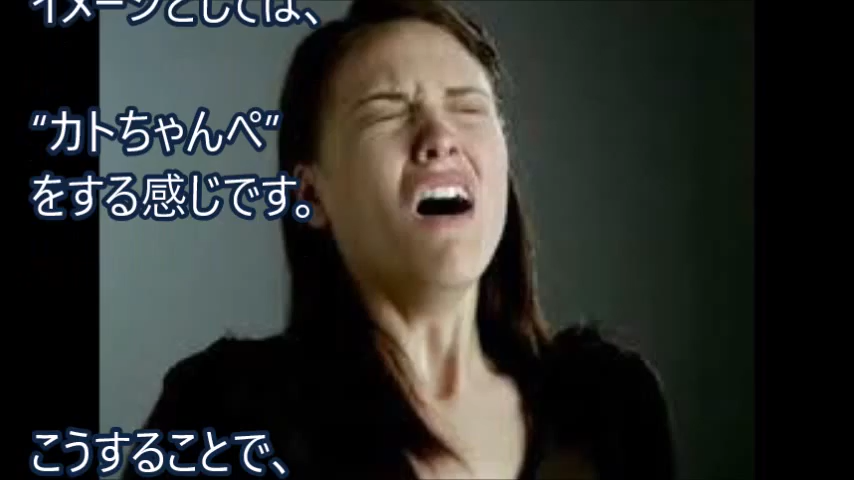 イメージとしては、
“カトちゃんペ”
をする感じです。
こうすることで、